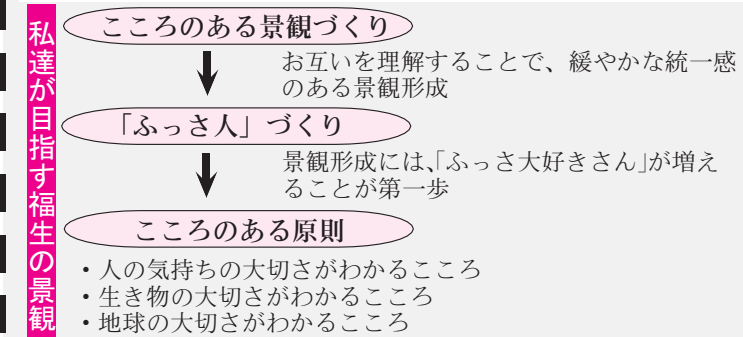 私達が目指す福生の景観
こころのある景観づくり
お互いを理解することで、緩やかな統一感
のある景観形成
「ふっさ人」づくり
景観形成には、「ふっさ大好きさん」が増え
ることが第一歩
こころのある原則
・人の気持ちの大切さがわかるこころ
・生き物の大切さがわかるこころ
・地球の大切さがわかるこころ